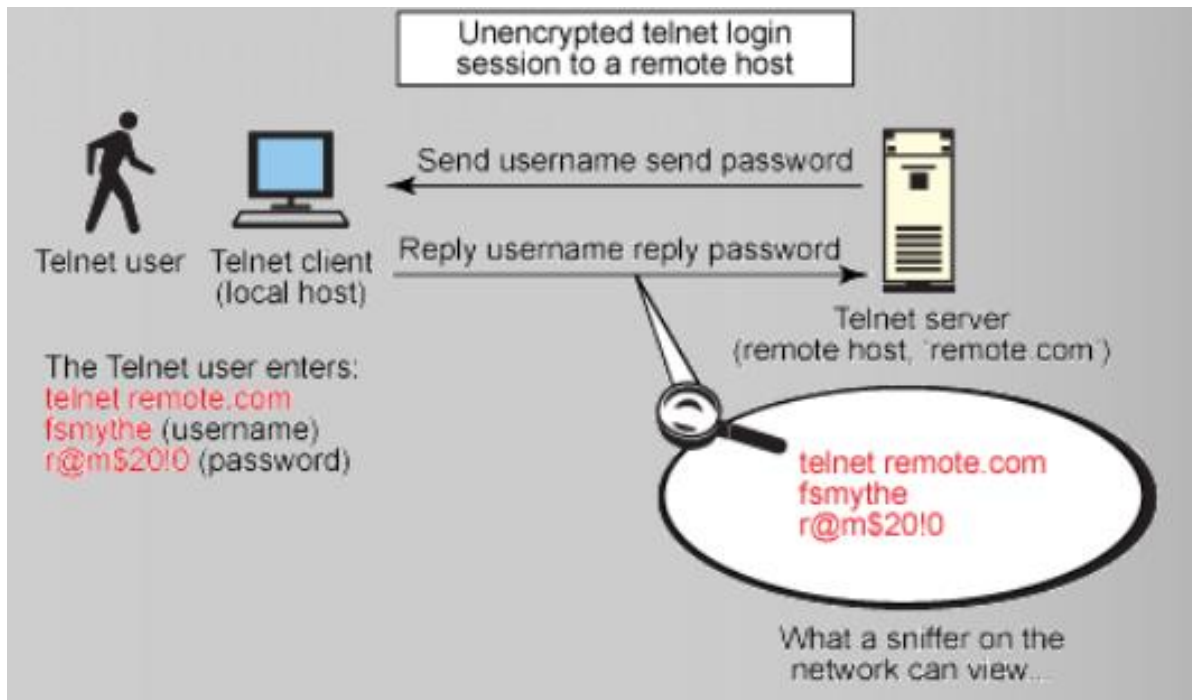 Unencrypted telnet login
session to a remote host
Send username send password
Reply username reply password
Telnet user
Telnet client
(local host)
Telnet server
(remote host, 'remote.com')
The Telnet user enters:
telnet remote.com
fsmythe (username)
r@m$20!0 (password)
telnet remote.com
fsmythe
r@m$20!0
What a sniffer on the
network can view...